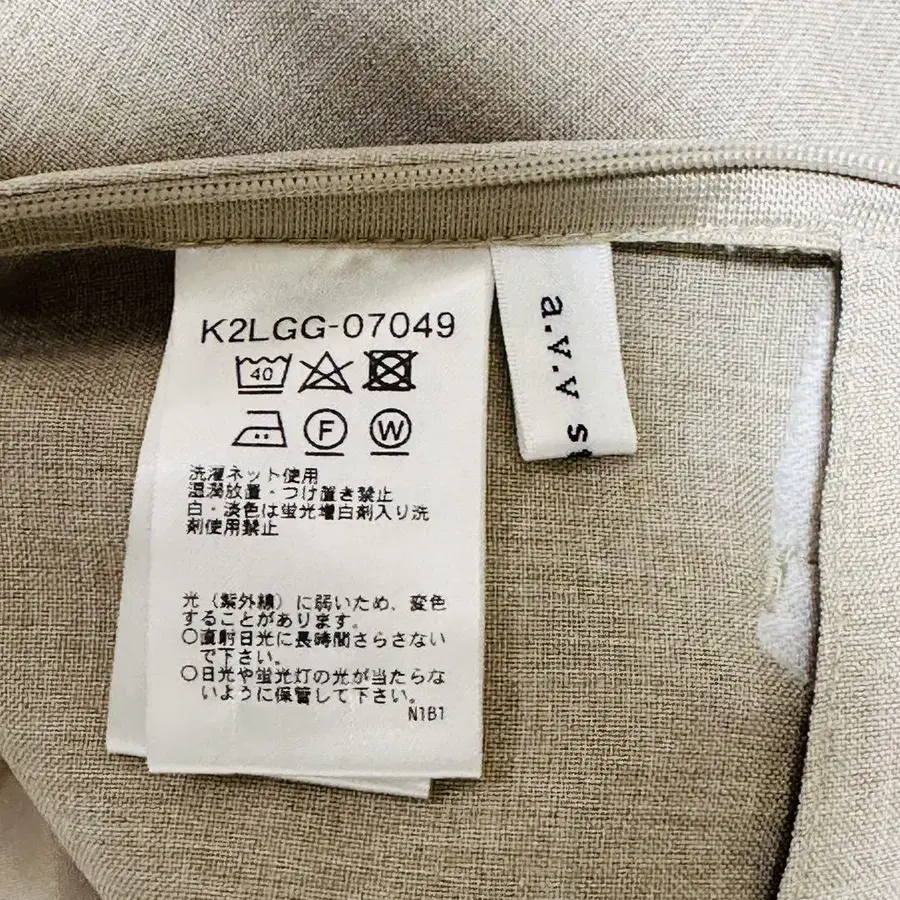 K2LGG-07049
40
F W
洗濯ネット使用
湿潤放置・つけ置き禁止
白・淡色は蛍光増白剤入り洗
剤使用禁止
光（紫外線）に弱いため、変色
することがあります。
○直射日光に長時間さらさない
で下さい。
○日光や蛍光灯の光が当たらな
いように保管して下さい。
N1B1
a.v.v